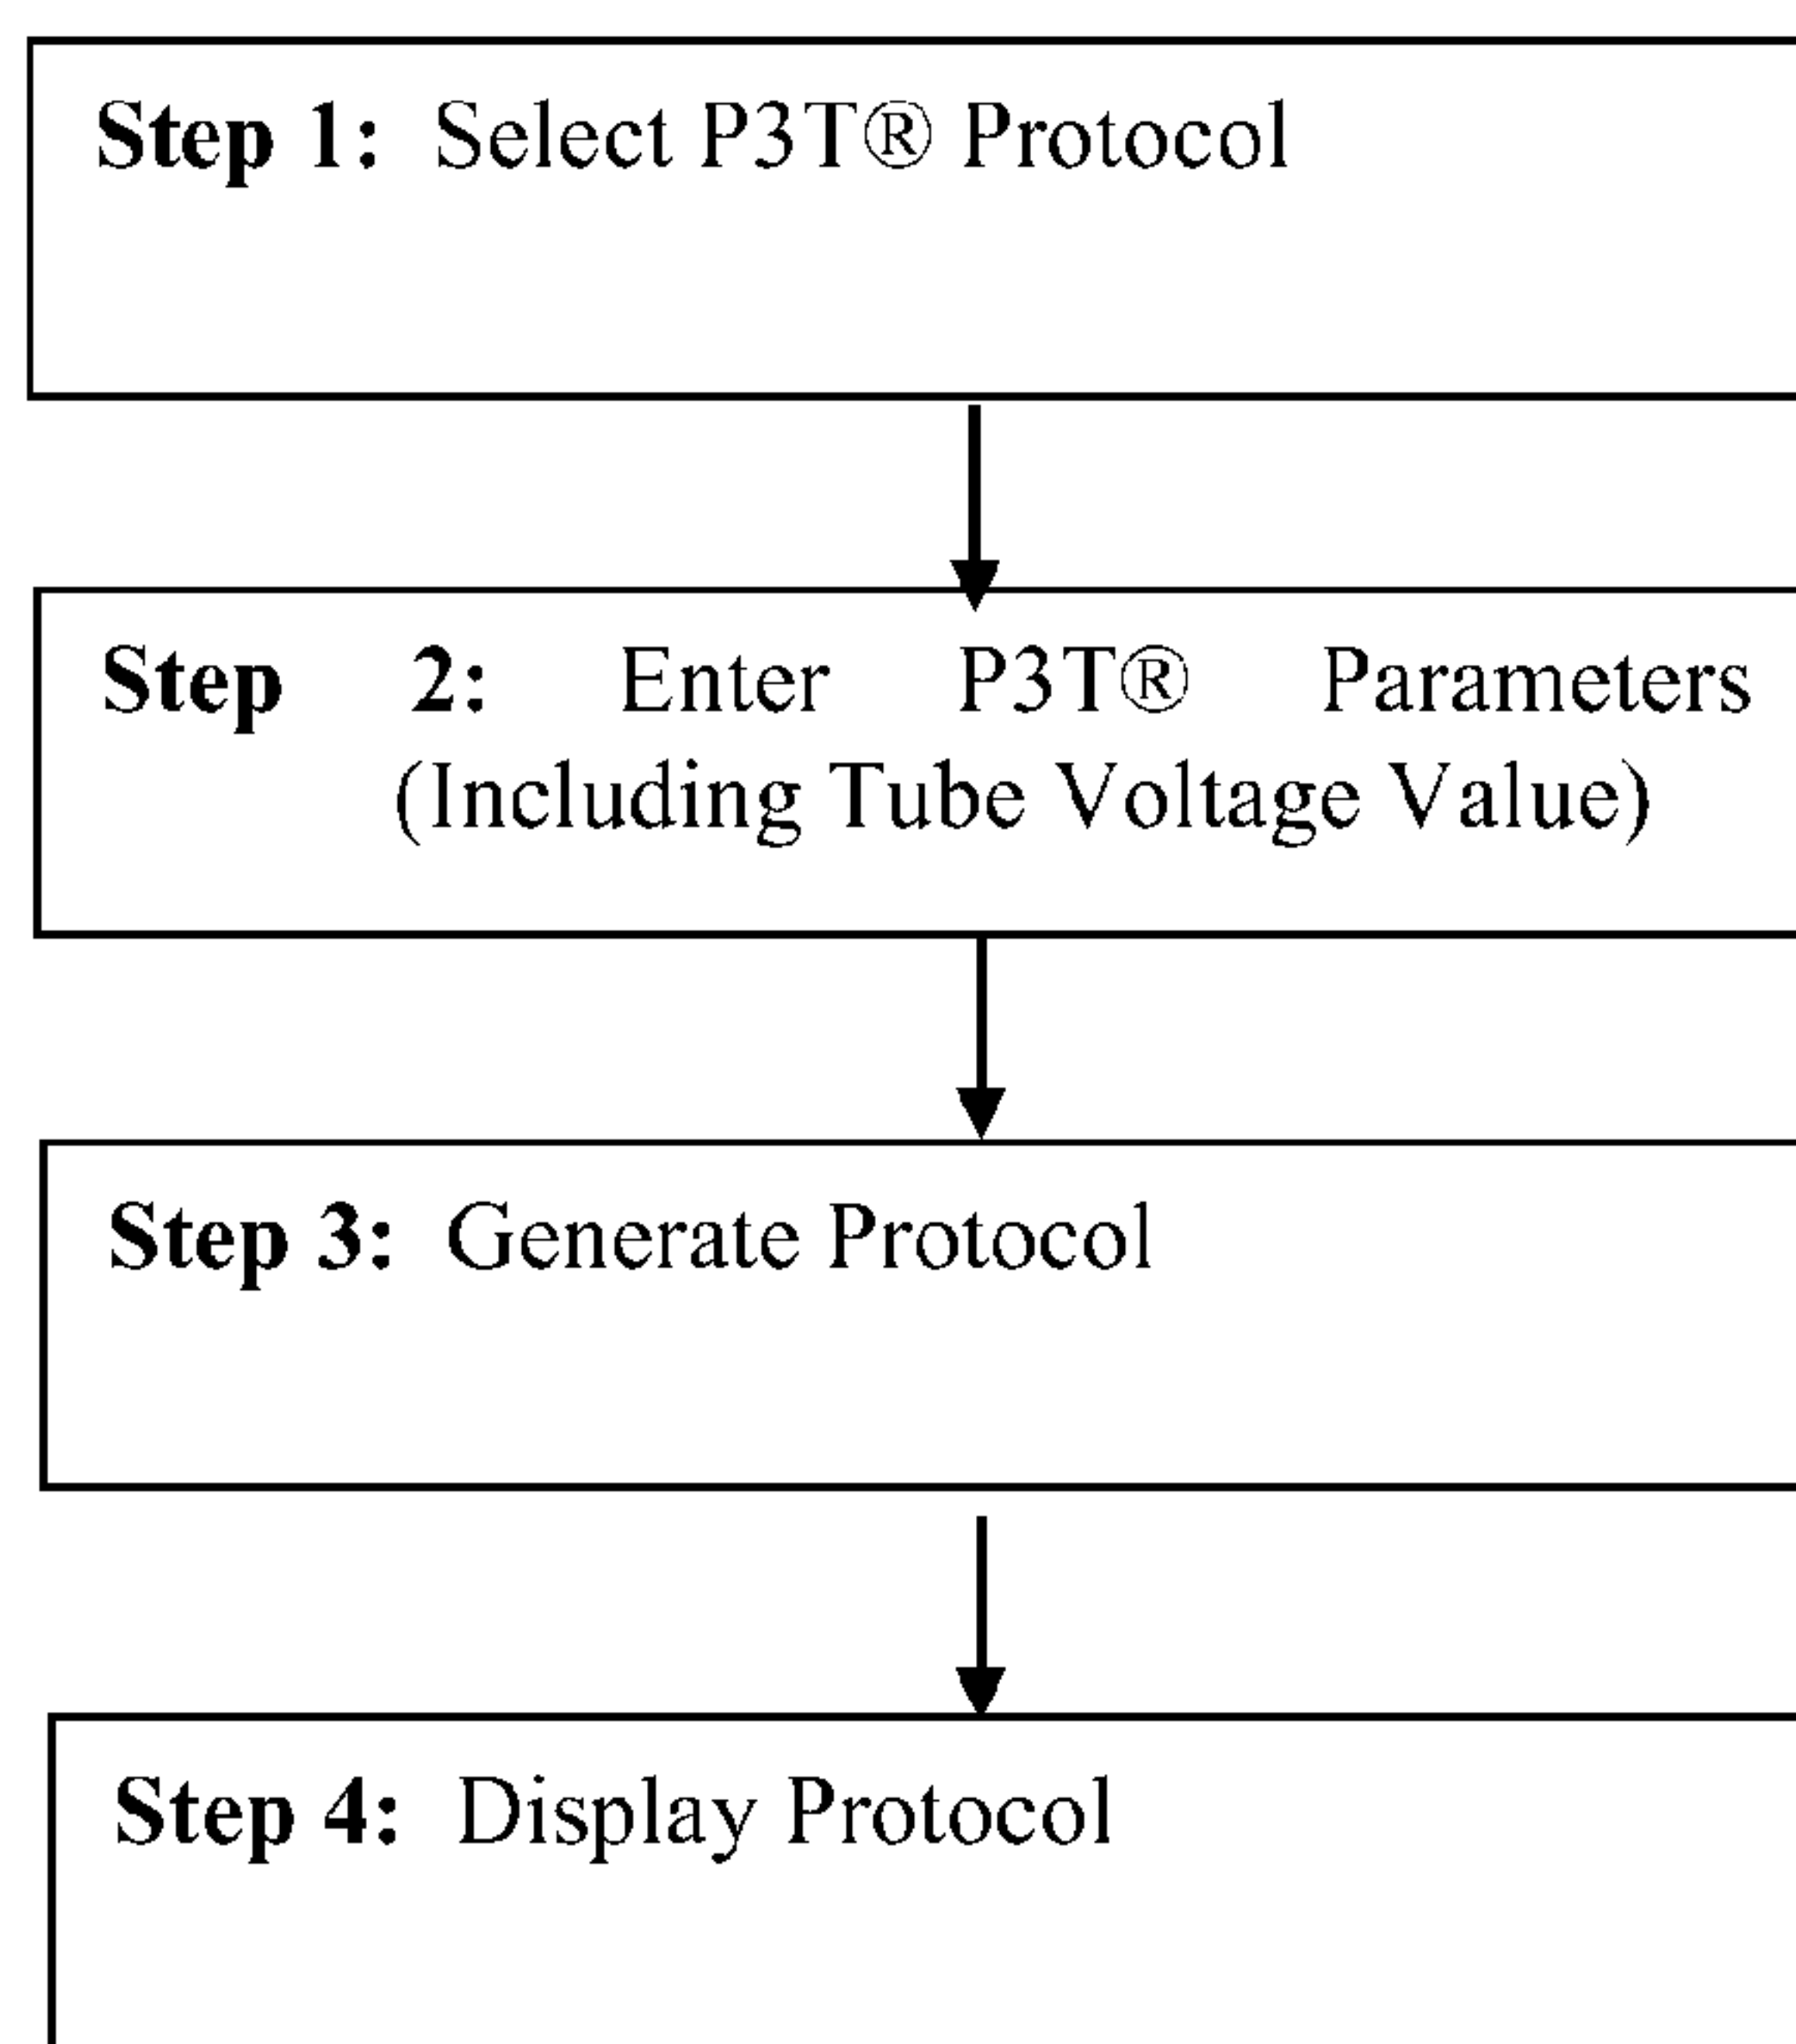 Step 1: Select P3T® Protocol
Step 2: Enter P3T® Parameters
(Including Tube Voltage Value)
Step 3: Generate Protocol
Step 4: Display Protocol